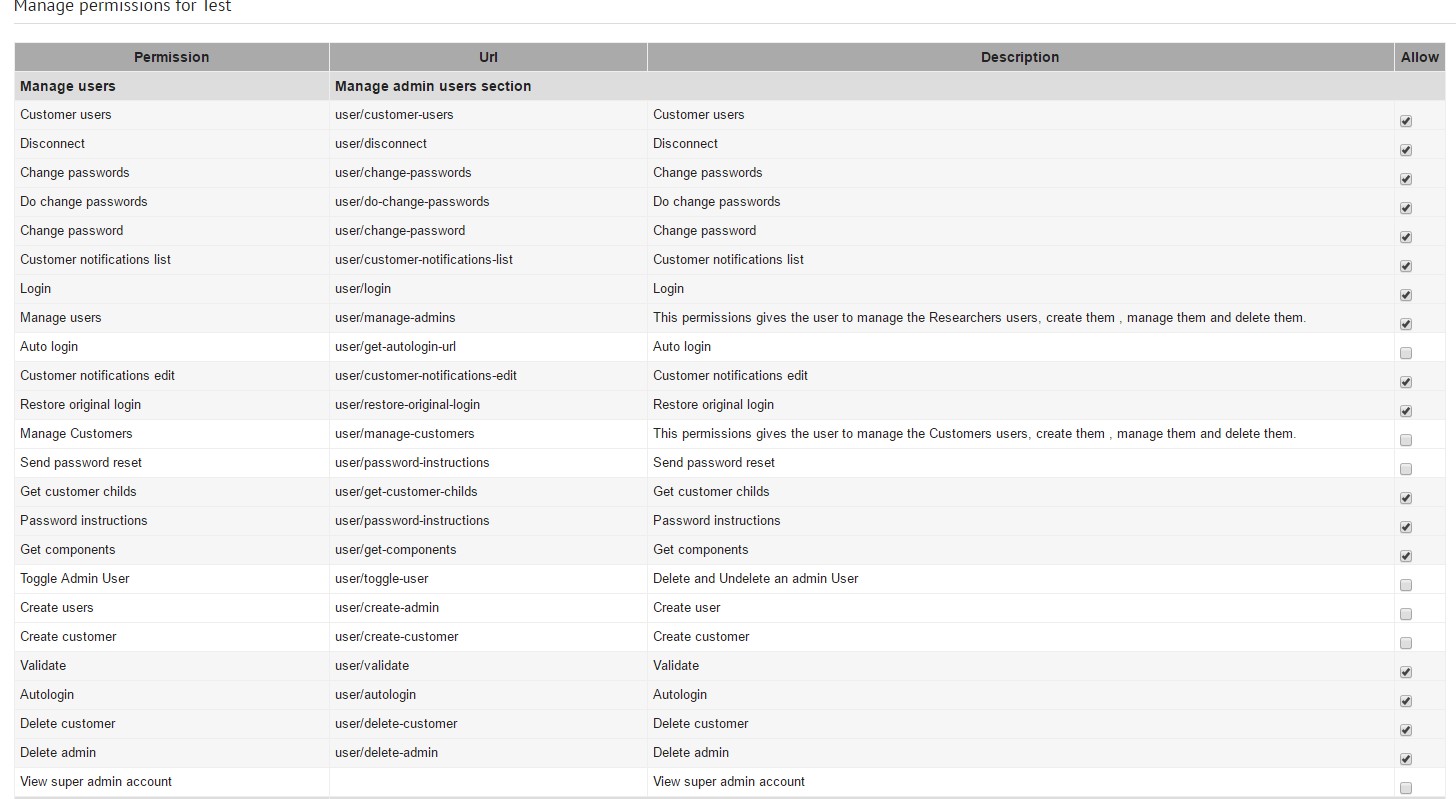 Manage permissions for Test
Permission Url Description Allow
Manage users Manage admin users section
Customer users user/customer-users Customer users
Disconnect user/disconnect Disconnect
Change passwords user/change-passwords Change passwords
Do change passwords user/do-change-passwords Do change passwords
Change password user/change-password Change password
Customer notifications list user/customer-notifications-list Customer notifications list
Login user/login Login
Manage users user/manage-admins This permissions gives the user to manage the Researchers users, create them , manage them and delete them.
Auto login user/get-autologin-url Auto login
Customer notifications edit user/customer-notifications-edit Customer notifications edit
Restore original login user/restore-original-login Restore original login
Manage Customers user/manage-customers This permissions gives the user to manage the Customers users, create them , manage them and delete them.
Send password reset user/password-instructions Send password reset
Get customer childs user/get-customer-childs Get customer childs
Password instructions user/password-instructions Password instructions
Get components user/get-components Get components
Toggle Admin User user/toggle-user Delete and Undelete an admin User
Create users user/create-admin Create user
Create customer user/create-customer Create customer
Validate user/validate Validate
Autologin user/autologin Autologin
Delete customer user/delete-customer Delete customer
Delete admin user/delete-admin Delete admin
View super admin account View super admin account